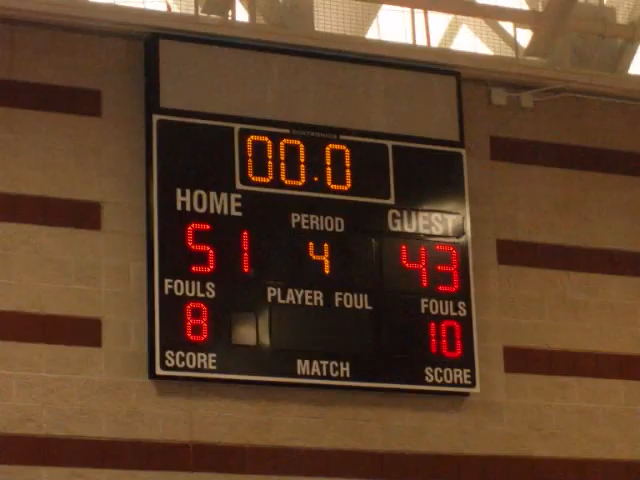 00.0
HOME PERIOD GUEST
51 4 43
FOULS PLAYER FOUL FOULS
8 10
SCORE MATCH SCORE